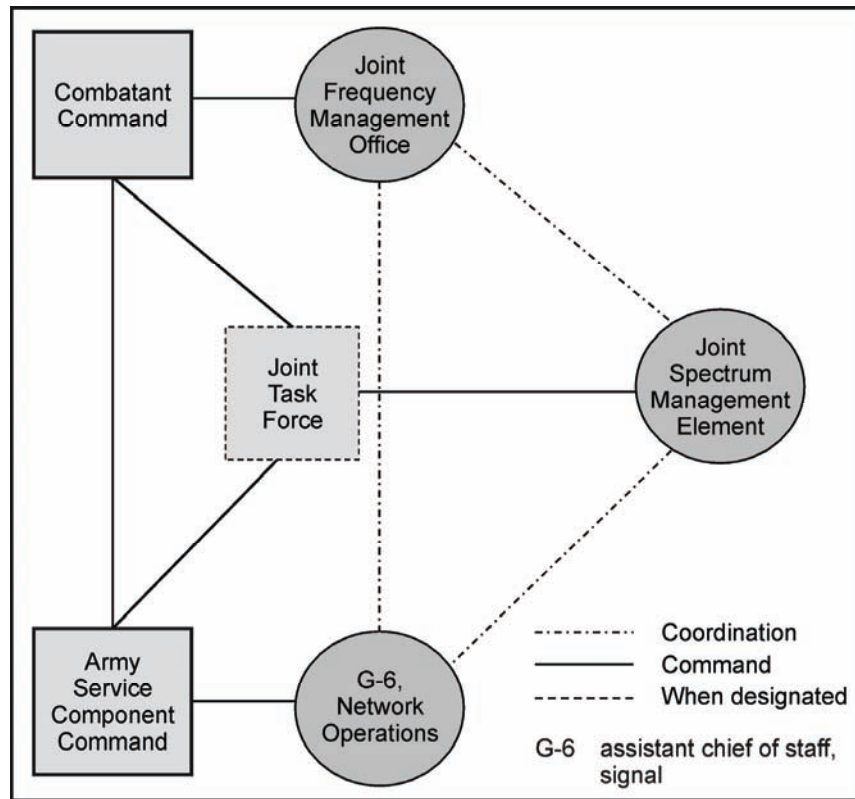 Combatant
Command
Joint
Frequency
Management
Office
Joint
Task
Force
Joint
Spectrum
Management
Element
Army
Service
Component
Command
G-6,
Network
Operations
Coordination
Command
When designated
G-6 assistant chief of staff,
signal